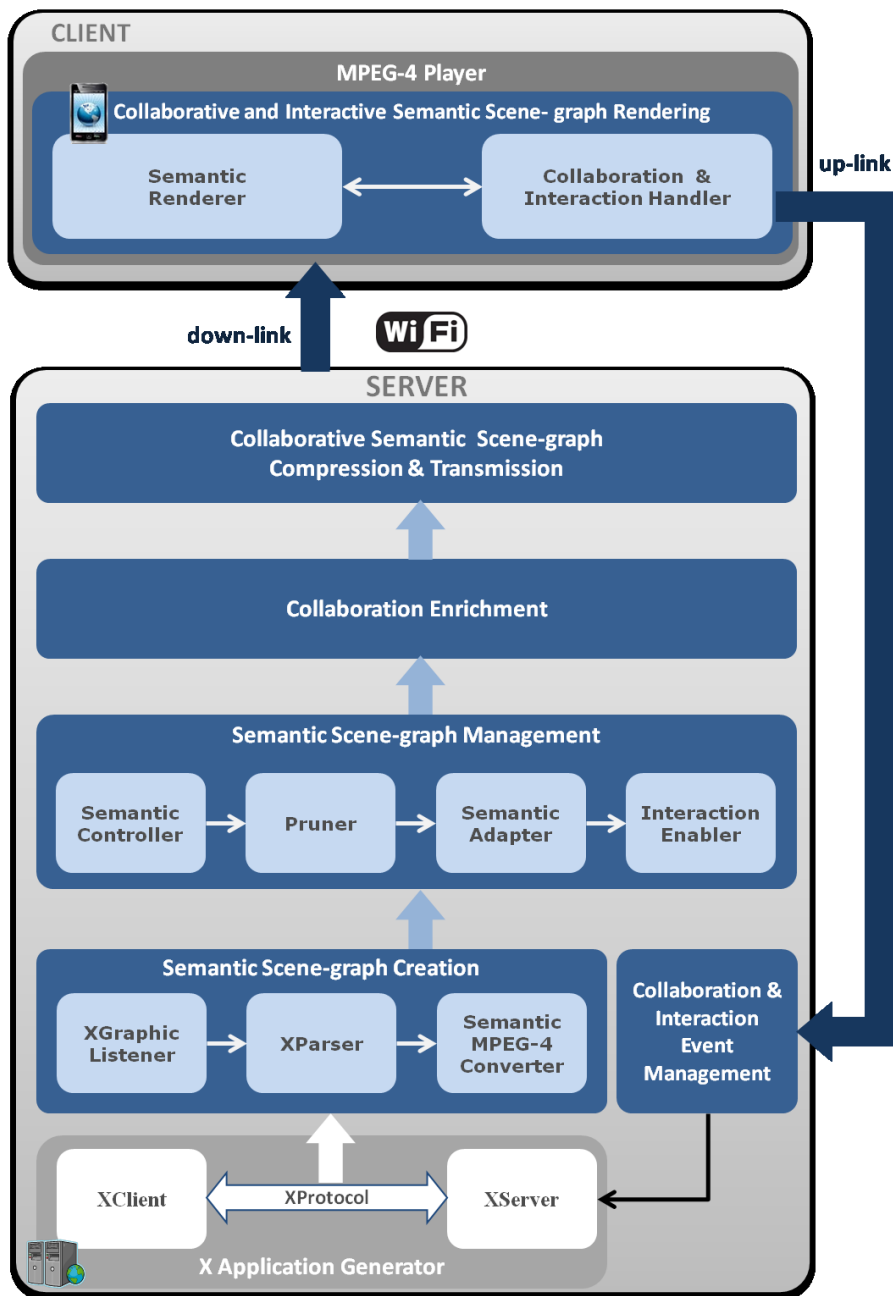 CLIENT
MPEG-4 Player
Collaborative and Interactive Semantic Scene- graph Rendering
Semantic
Renderer
Collaboration &
Interaction Handler
up-link
down-link
Wi Fi
SERVER
Collaborative Semantic Scene-graph
Compression & Transmission
Collaboration Enrichment
Semantic Scene-graph Management
Semantic
Controller
Pruner
Semantic
Adapter
Interaction
Enabler
Semantic Scene-graph Creation
XGraphic
Listener
XParser
Semantic
MPEG-4
Converter
Collaboration &
Interaction
Event
Management
XClient
XProtocol
XServer
X Application Generator